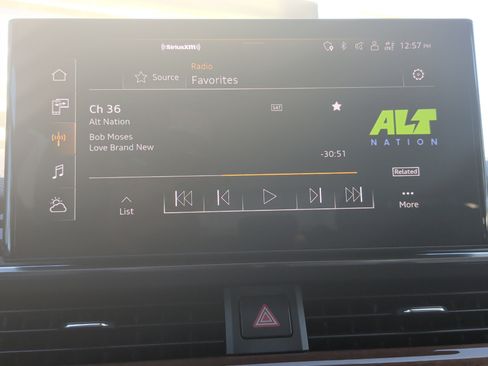 ((SiriusXM))
12:57 PM
Radio
Source
Favorites
Ch 36
SAT
Alt Nation
ALT
NATION
Bob Moses
Love Brand New
-30:51
Related
List
More